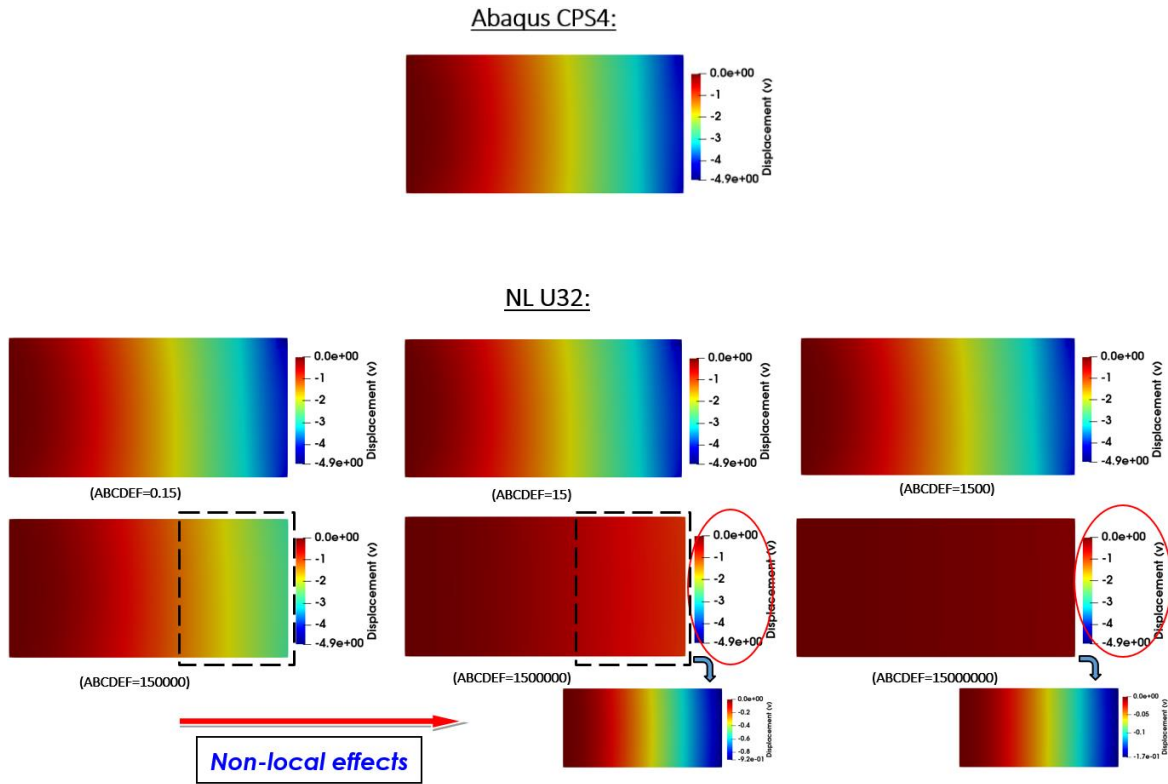 Abaqus CPS4:
0.0e+00
-1
-2
-3
-4
-4.9e+00
Displacement (v)
NL U32:
0.0e+00
-1
-2
-3
-4
-4.9e+00
Displacement (v)
(ABCDEF=0.15)
0.0e+00
-1
-2
-3
-4
-4.9e+00
Displacement (v)
(ABCDEF=15)
0.0e+00
-1
-2
-3
-4
-4.9e+00
Displacement (v)
(ABCDEF=1500)
0.0e+00
-1
-2
-3
-4
-4.9e+00
Displacement (v)
(ABCDEF=150000)
0.0e+00
-1
-2
-3
-4
-4.9e+00
Displacement (v)
(ABCDEF=1500000)
0.0e+00
-1
-2
-3
-4
-4.9e+00
Displacement (v)
(ABCDEF=15000000)
0.0e+00
-0.2
-0.4
-0.6
-0.8
-9.2e-01
Displacement (v)
0.0e+00
-0.05
-0.1
-1.7e-01
Displacement (v)
Non-local effects